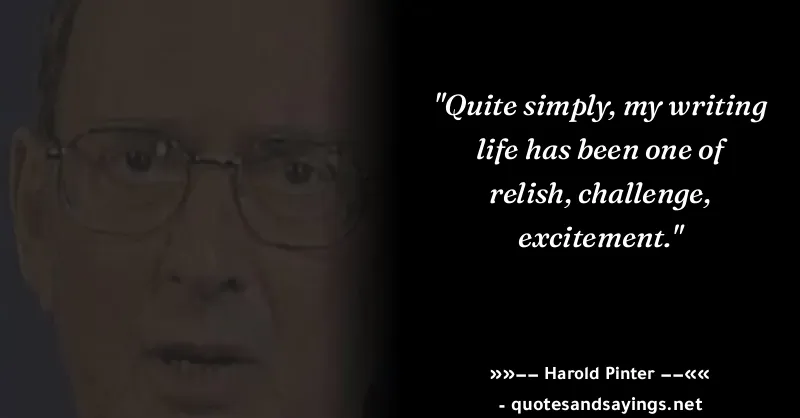 "Quite simply, my writing
life has been one of
relish, challenge,
excitement."
»»-- Harold Pinter --««
- quotesandsayings.net